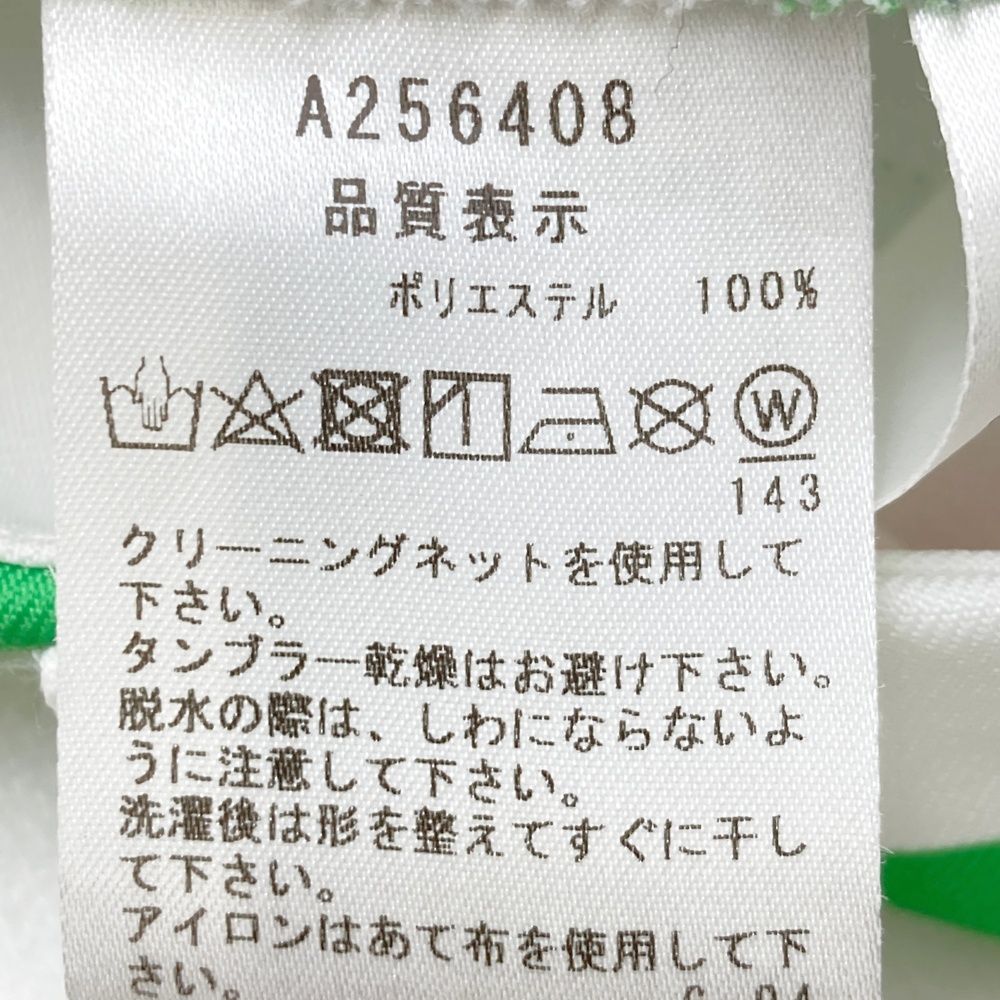 A256408
品質表示
ポリエステル 100%
W
143
クリーニングネットを使用して
下さい。
タンブラー乾燥はお避け下さい。
脱水の際は、しわにならないよ
うに注意して下さい。
洗濯後は形を整えてすぐに干し
て下さい。
アイロンはあて布を使用して下
さい。